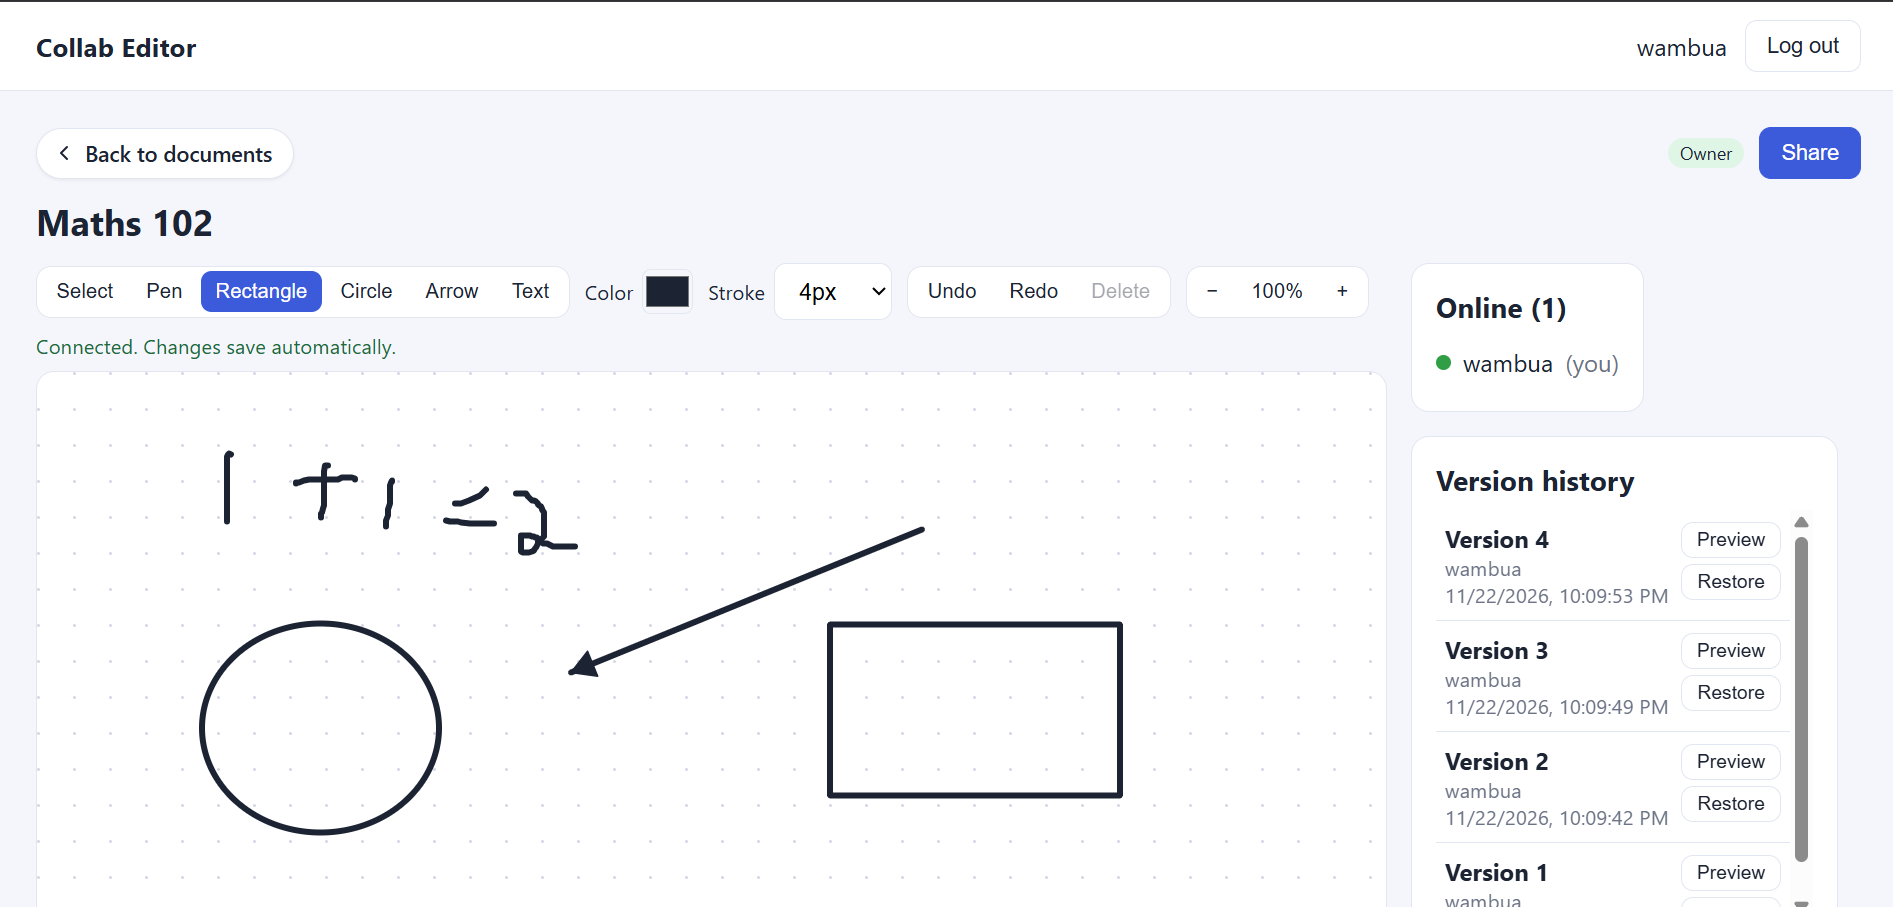 Collab Editor
wambua Log out
Back to documents
Owner Share
Maths 102
Select Pen Rectangle Circle Arrow Text Color Stroke 4px Undo Redo Delete − 100% +
Connected. Changes save automatically.
1 + 1 = 2
Online (1)
wambua (you)
Version history
Version 4 Preview
wambua
Restore
11/22/2026, 10:09:53 PM
Version 3 Preview
wambua
Restore
11/22/2026, 10:09:49 PM
Version 2 Preview
wambua
Restore
11/22/2026, 10:09:42 PM
Version 1 Preview
wambua